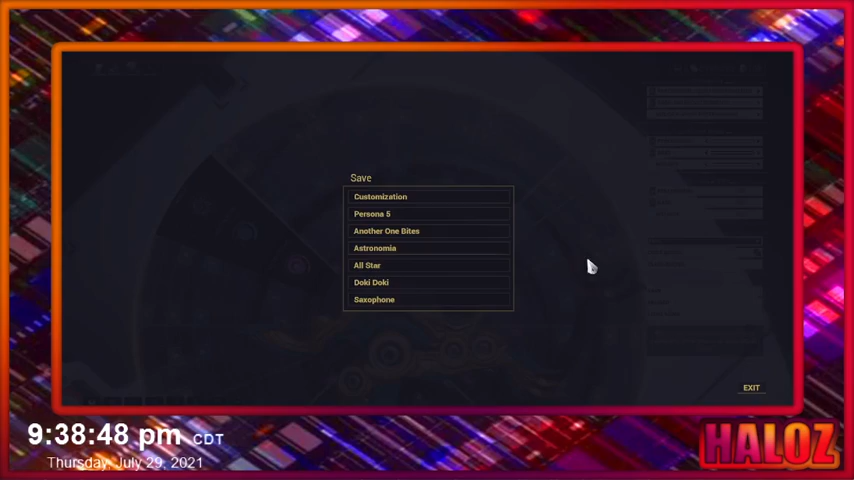 Save
Customization
Persona 5
Another One Bites
Astronomia
All Star
Doki Doki
Saxophone
EXIT
9:38:48 pm CDT
Thursday, July 29, 2021
HALOZ